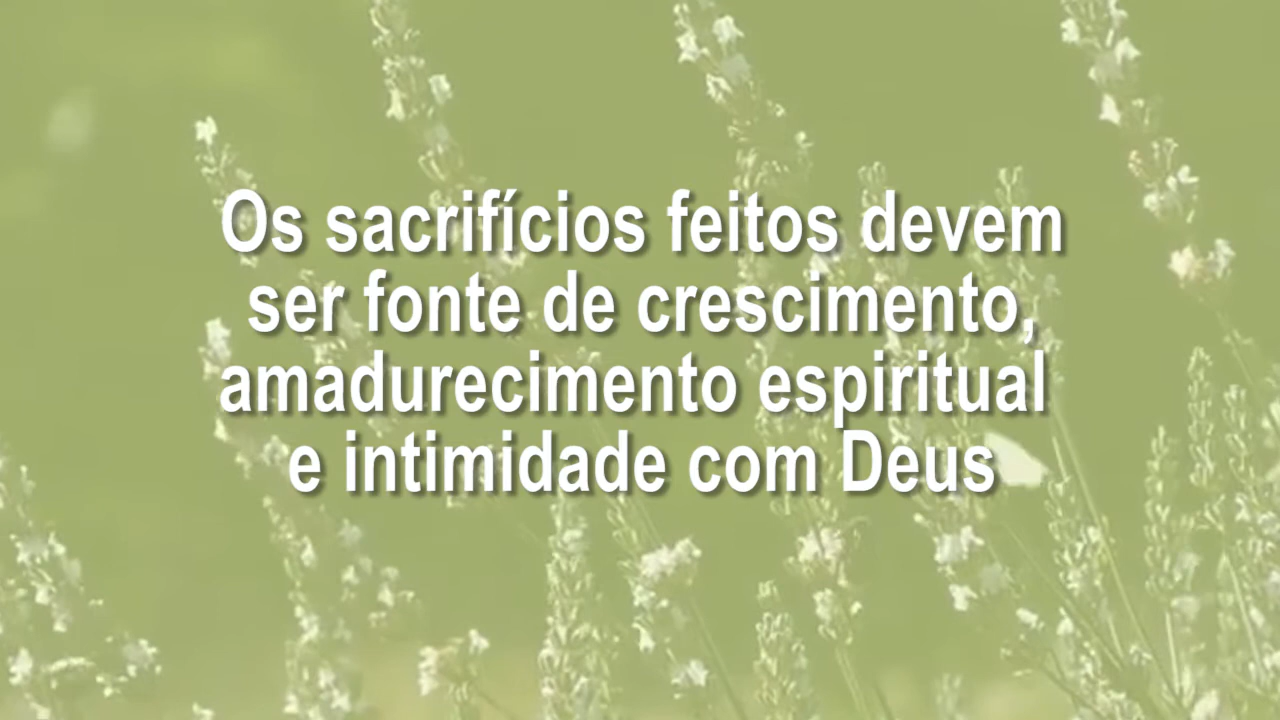 Os sacrifícios feitos devem
ser fonte de crescimento,
amadurecimento espiritual
e intimidade com Deus